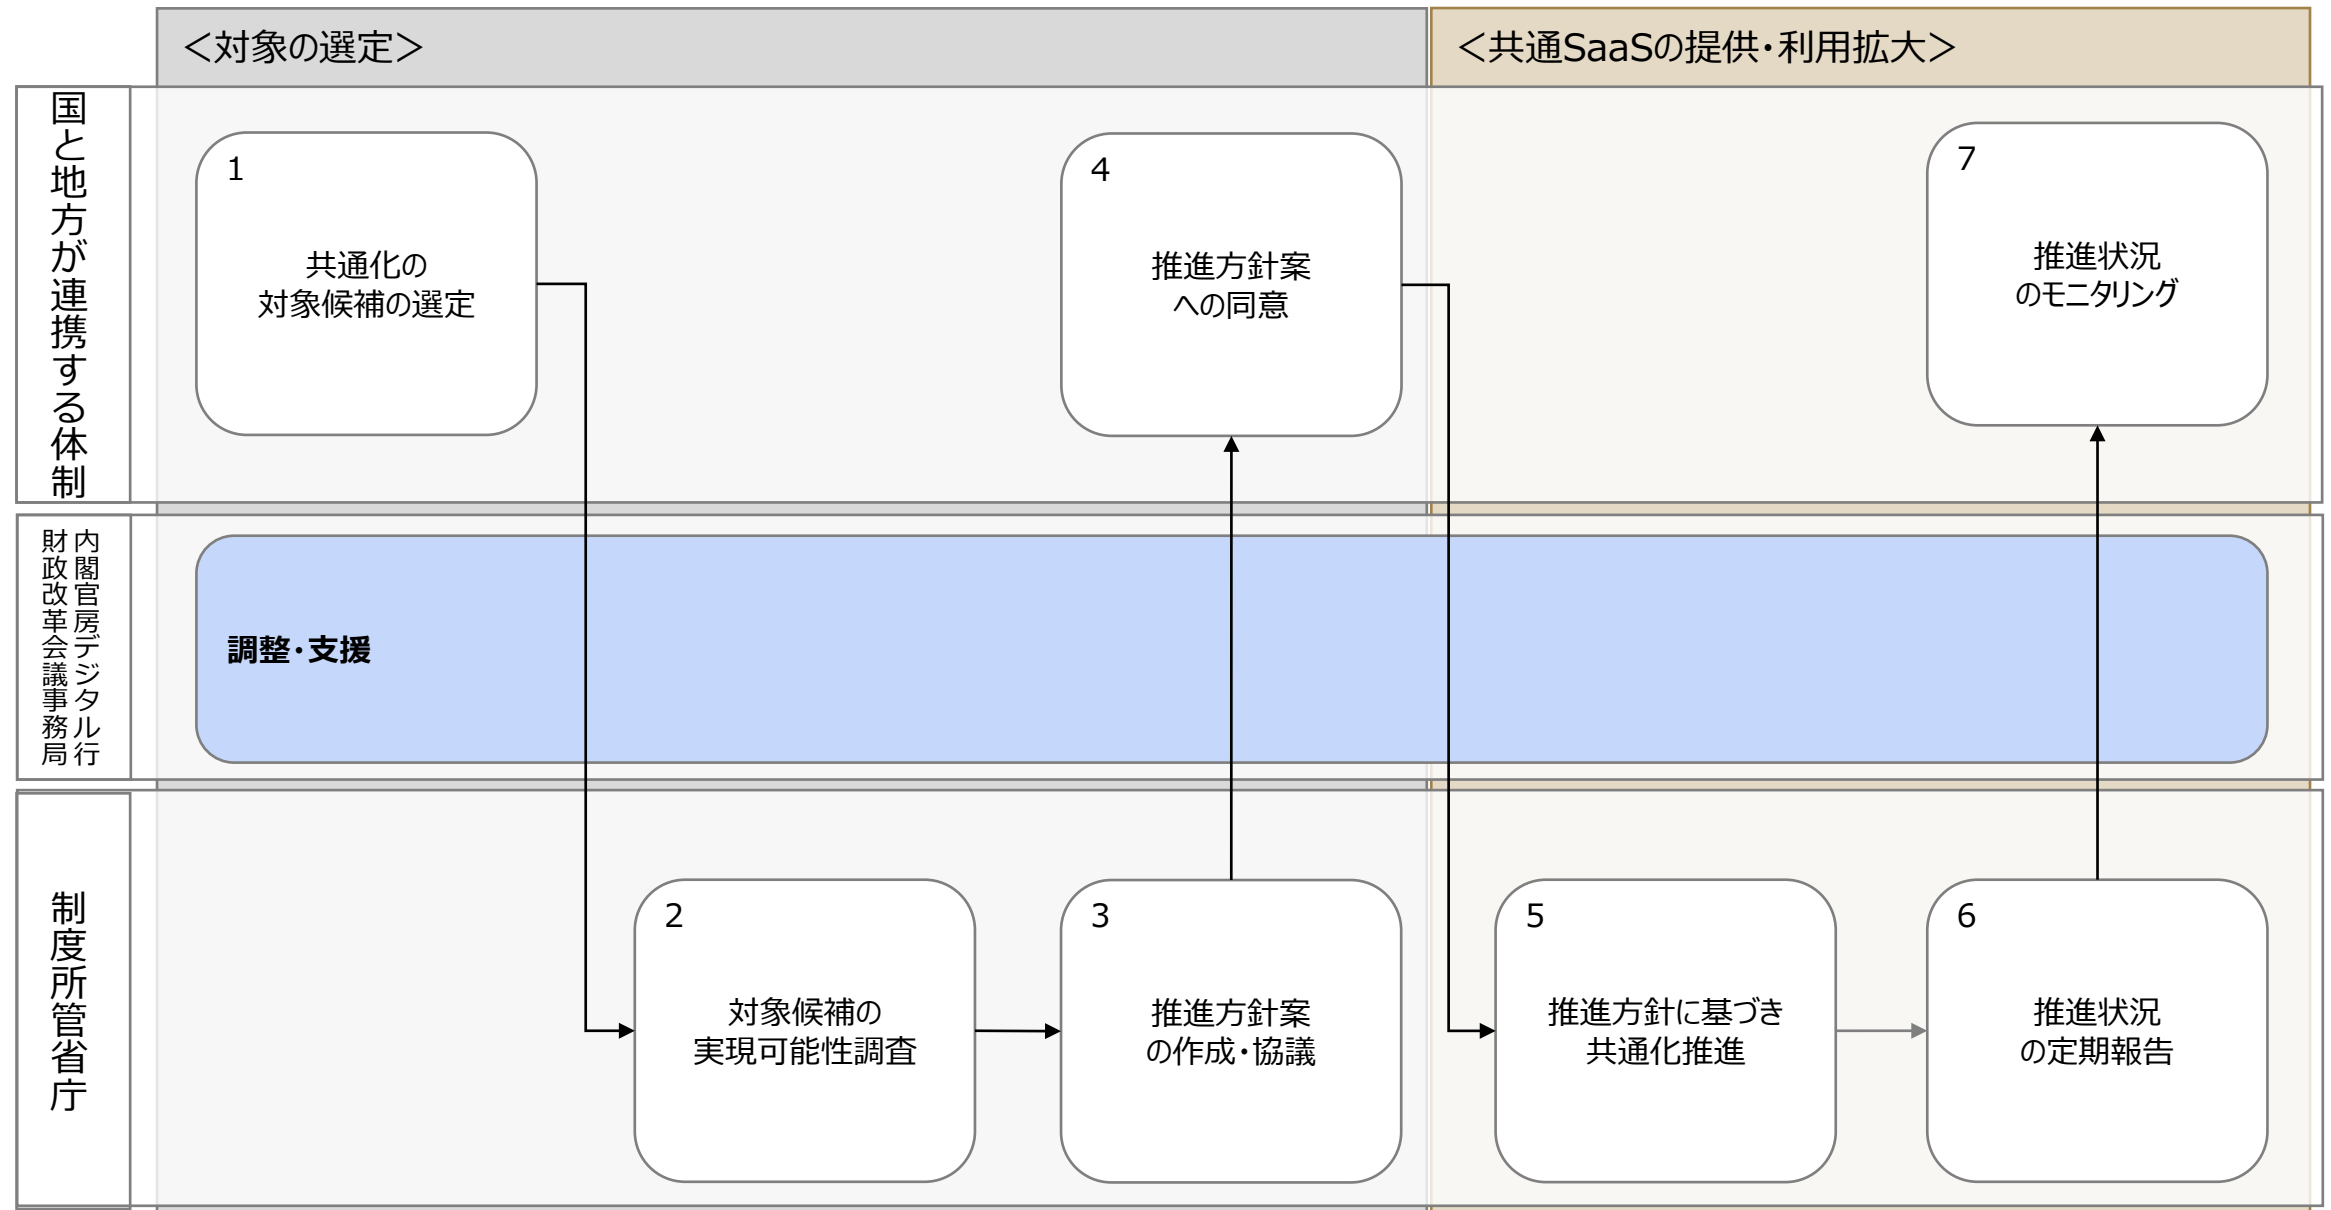 ＜対象の選定＞
＜共通SaaSの提供・利用拡大＞
国と地方が連携する体制
1
共通化の
対象候補の選定
4
推進方針案
への同意
7
推進状況
のモニタリング
内閣官房デジタル行
財政改革会議事務局
調整・支援
制度所管省庁
2
対象候補の
実現可能性調査
3
推進方針案
の作成・協議
5
推進方針に基づき
共通化推進
6
推進状況
の定期報告